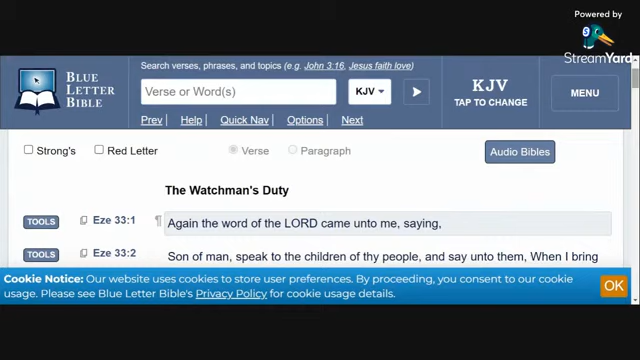 Powered by
StreamYard
BLUE
LETTER
BIBLE
Search verses, phrases, and topics (e.g. John 3:16, Jesus faith love)
Verse or Word(s)
KJV
KJV
TAP TO CHANGE
MENU
Prev | Help | Quick Nav | Options | Next
Strong's
Red Letter
Verse
Paragraph
Audio Bibles
The Watchman's Duty
TOOLS
Eze 33:1
¶
Again the word of the LORD came unto me, saying,
TOOLS
Eze 33:2
Son of man, speak to the children of thy people, and say unto them, When I bring
Cookie Notice: Our website uses cookies to store user preferences. By proceeding, you consent to our cookie
usage. Please see Blue Letter Bible's Privacy Policy for cookie usage details.
OK